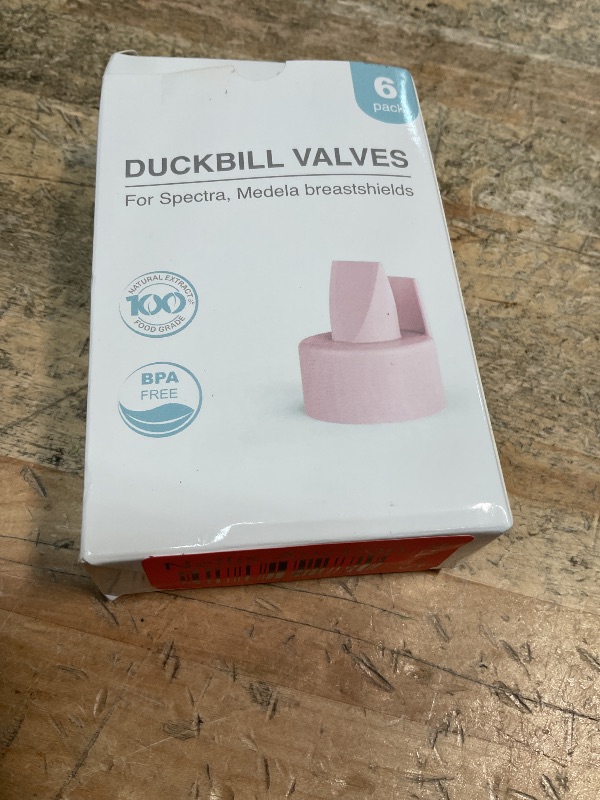 6
pack
DUCKBILL VALVES
For Spectra, Medela breastshields
NATURAL EXTRACT
100
FOOD GRADE
BPA
FREE